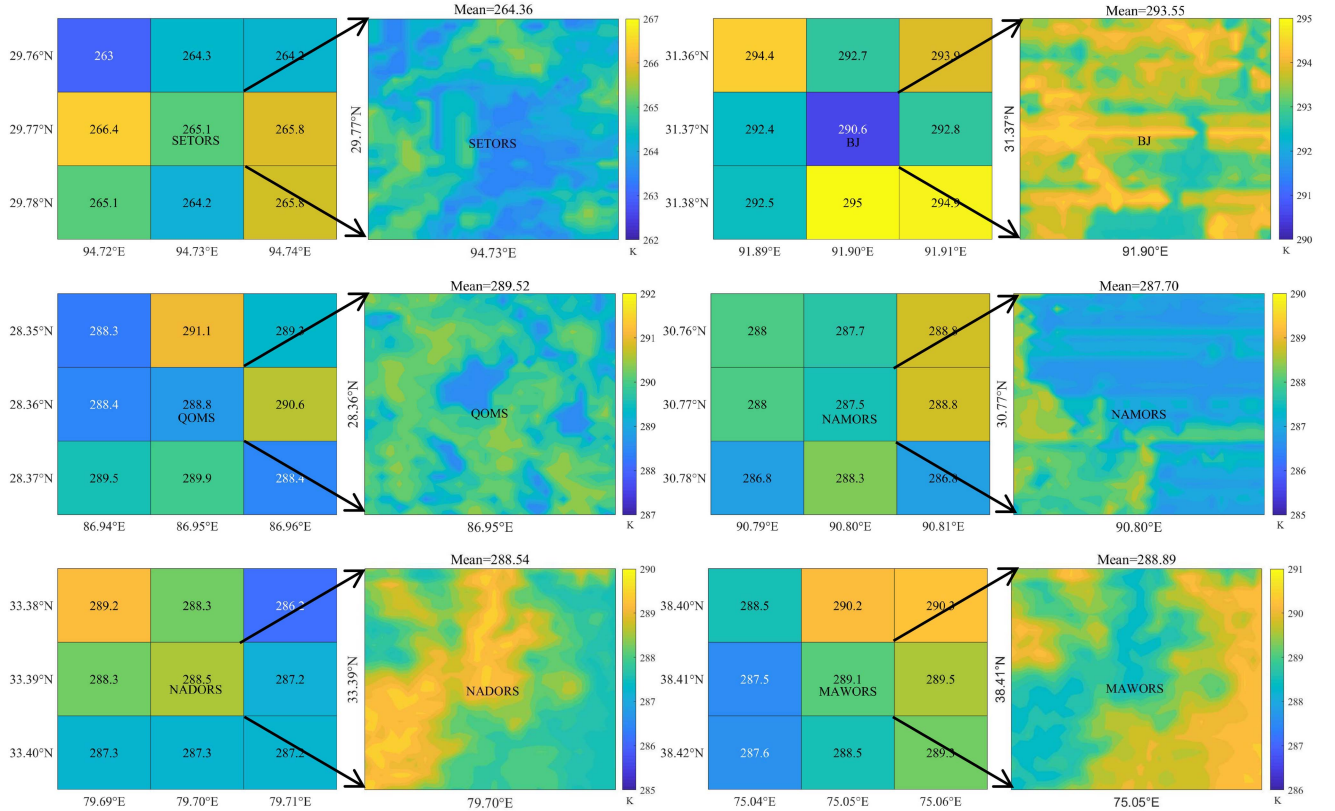 Mean=264.36
29.76°N 263 264.3 264.2
29.77°N 266.4 265.1 265.8
SETORS
29.78°N 265.1 264.2 265.8
94.72°E 94.73°E 94.74°E
29.77°N
SETORS
94.73°E
267
266
265
264
263
262
K
Mean=293.55
31.36°N 294.4 292.7 293.9
31.37°N 292.4 290.6 292.8
BJ
31.38°N 292.5 295 294.9
91.89°E 91.90°E 91.91°E
31.37°N
BJ
91.90°E
295
294
293
292
291
290
K
Mean=289.52
28.35°N 288.3 291.1 289.3
28.36°N 288.4 288.8 290.6
QOMS
28.37°N 289.5 289.9 288.4
86.94°E 86.95°E 86.96°E
28.36°N
QOMS
86.95°E
292
291
290
289
288
287
K
Mean=287.70
30.76°N 288 287.7 288.8
30.77°N 288 287.5 288.8
NAMORS
30.78°N 286.8 288.3 286.8
90.79°E 90.80°E 90.81°E
30.77°N
NAMORS
90.80°E
290
289
288
287
286
285
K
Mean=288.54
33.38°N 289.2 288.3 286.2
33.39°N 288.3 288.5 287.2
NADORS
33.40°N 287.3 287.3 287.2
79.69°E 79.70°E 79.71°E
33.39°N
NADORS
79.70°E
290
289
288
287
286
285
K
Mean=288.89
38.40°N 288.5 290.2 290.3
38.41°N 287.5 289.1 289.5
MAWORS
38.42°N 287.6 288.5 289.3
75.04°E 75.05°E 75.06°E
38.41°N
MAWORS
75.05°E
291
290
289
288
287
286
K